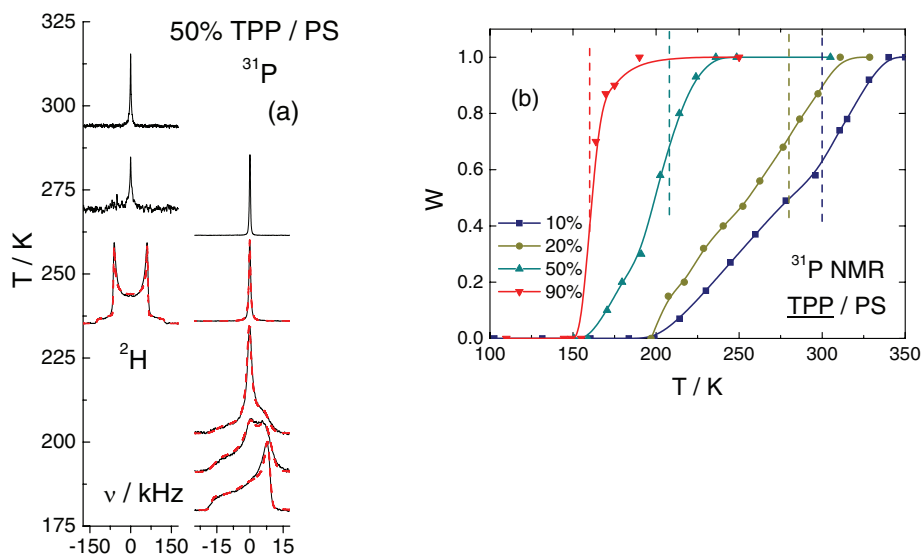 50% TPP / PS
31P
(a)
T / K
325
300
275
250
225
200
175
2H
ν / kHz
-150 0 150
-15 0 15
(b)
W
1.0
0.8
0.6
0.4
0.2
0.0
10%
20%
50%
90%
31P NMR
TPP / PS
100 150 200 250 300 350
T / K